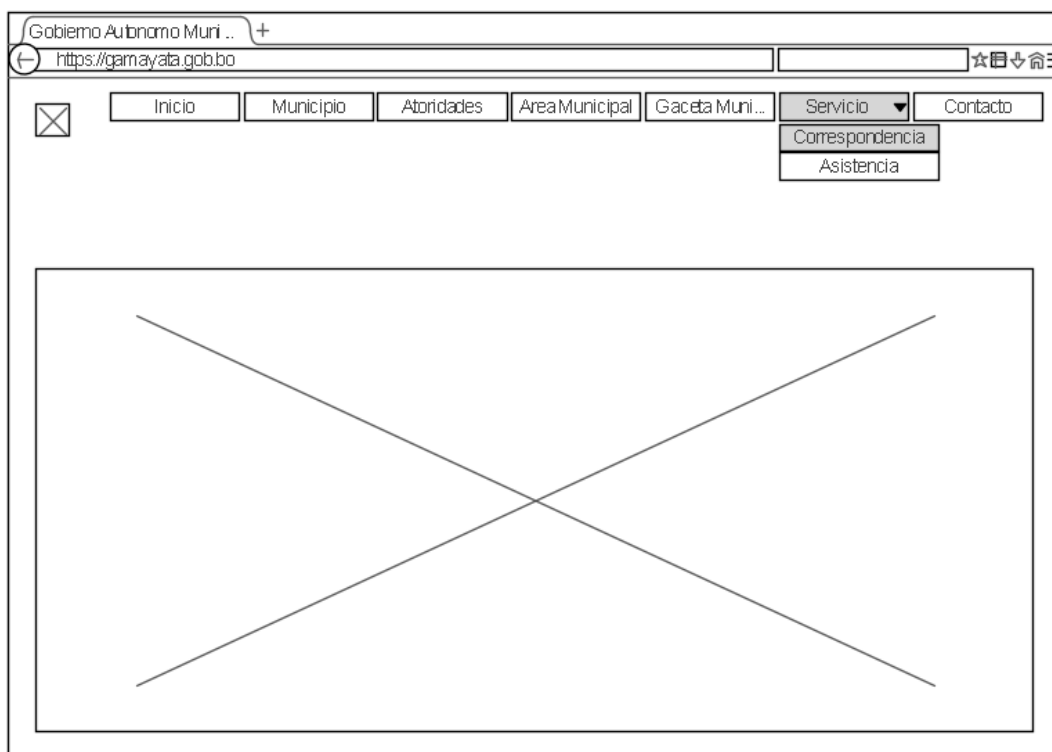 Gobierno Autonomo Muni ..
https://gamayata.gob.bo
Inicio Municipio Atoridades Area Municipal Gaceta Muni... Servicio Contacto
Correspondencia
Asistencia